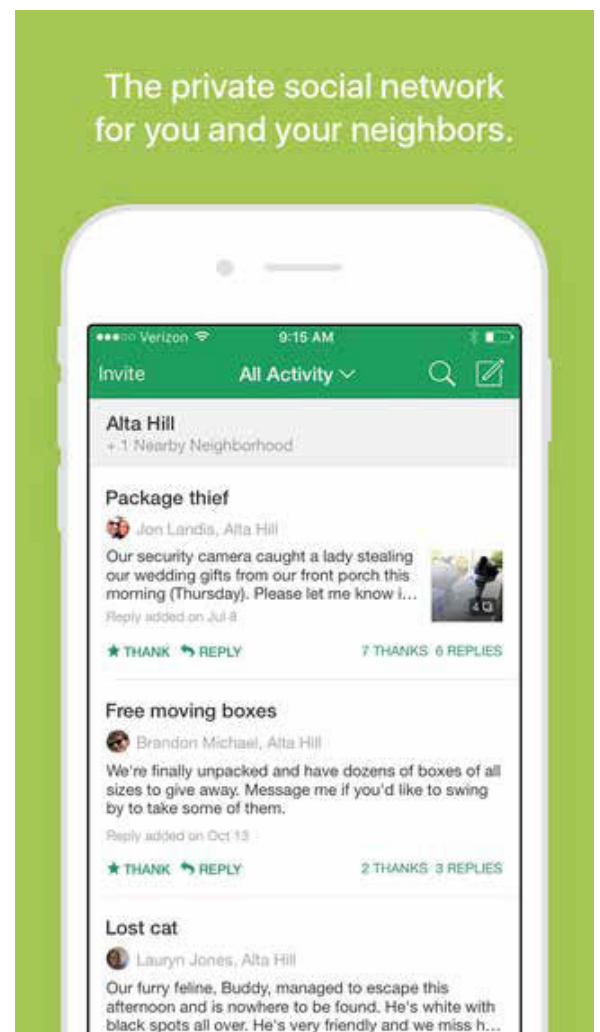 The private social network
for you and your neighbors.
Verizon 9:15 AM
Invite All Activity
Alta Hill
+ 1 Nearby Neighborhood
Package thief
Jon Landis, Alta Hill
Our security camera caught a lady stealing
our wedding gifts from our front porch this
morning (Thursday). Please let me know i...
4
Reply added on Jul 8
THANK REPLY 7 THANKS 6 REPLIES
Free moving boxes
Brandon Michael, Alta Hill
We're finally unpacked and have dozens of boxes of all
sizes to give away. Message me if you'd like to swing
by to take some of them.
Reply added on Oct 13
THANK REPLY 2 THANKS 3 REPLIES
Lost cat
Lauryn Jones, Alta Hill
Our furry feline, Buddy, managed to escape this
afternoon and is nowhere to be found. He's white with
black spots all over. He's very friendly and we miss h...